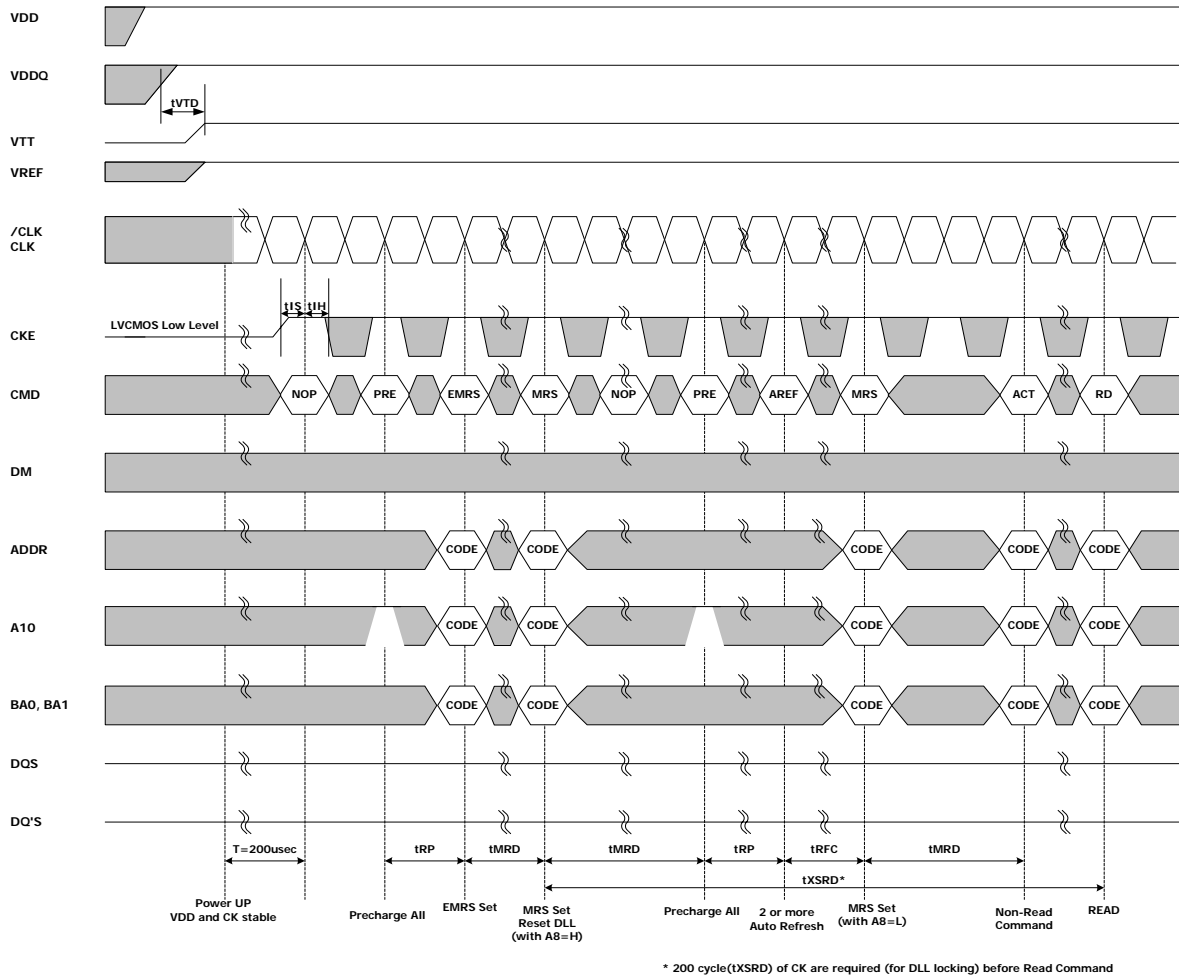 VDD
VDDQ
tVTD
VTT
VREF
/CLK
CLK
tIS tIH
CKE
LVCMOS Low Level
CMD
NOP PRE EMRS MRS NOP PRE AREF MRS ACT RD
DM
ADDR
CODE CODE CODE CODE CODE
A10
CODE CODE CODE CODE CODE
BA0, BA1
CODE CODE CODE CODE CODE
DQS
DQ'S
T=200usec tRP tMRD tMRD tRP tRFC tMRD
tXSRD*
Power UP
VDD and CK stable
Precharge All
EMRS Set
MRS Set
Reset DLL
(with A8=H)
Precharge All
2 or more
Auto Refresh
MRS Set
(with A8=L)
Non-Read
Command
READ
* 200 cycle(tXSRD) of CK are required (for DLL locking) before Read Command